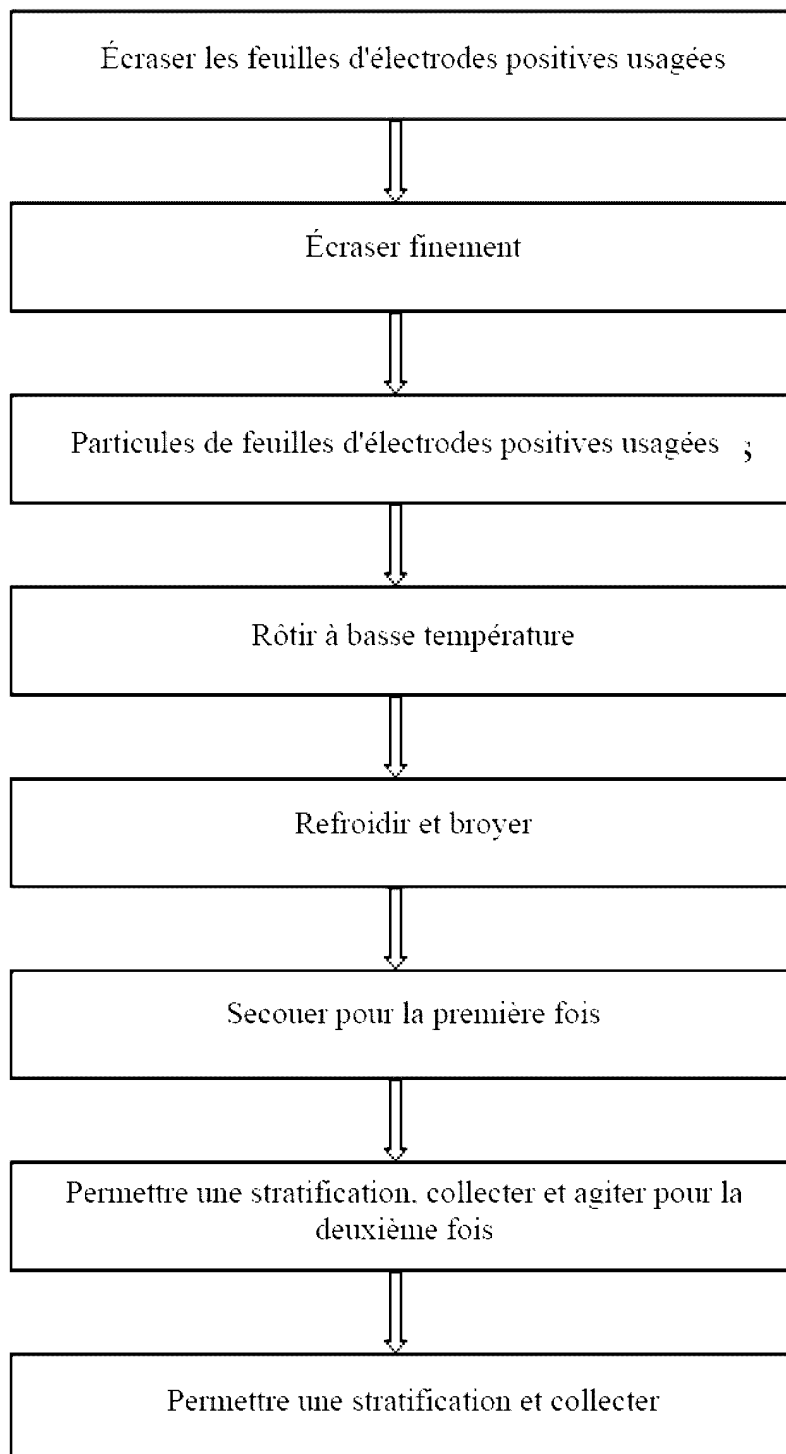 Écraser les feuilles d'électrodes positives usagées
Écraser finement
Particules de feuilles d'électrodes positives usagées ;
Rôtir à basse température
Refroidir et broyer
Secouer pour la première fois
Permettre une stratification, collecter et agiter pour la
deuxième fois
Permettre une stratification et collecter